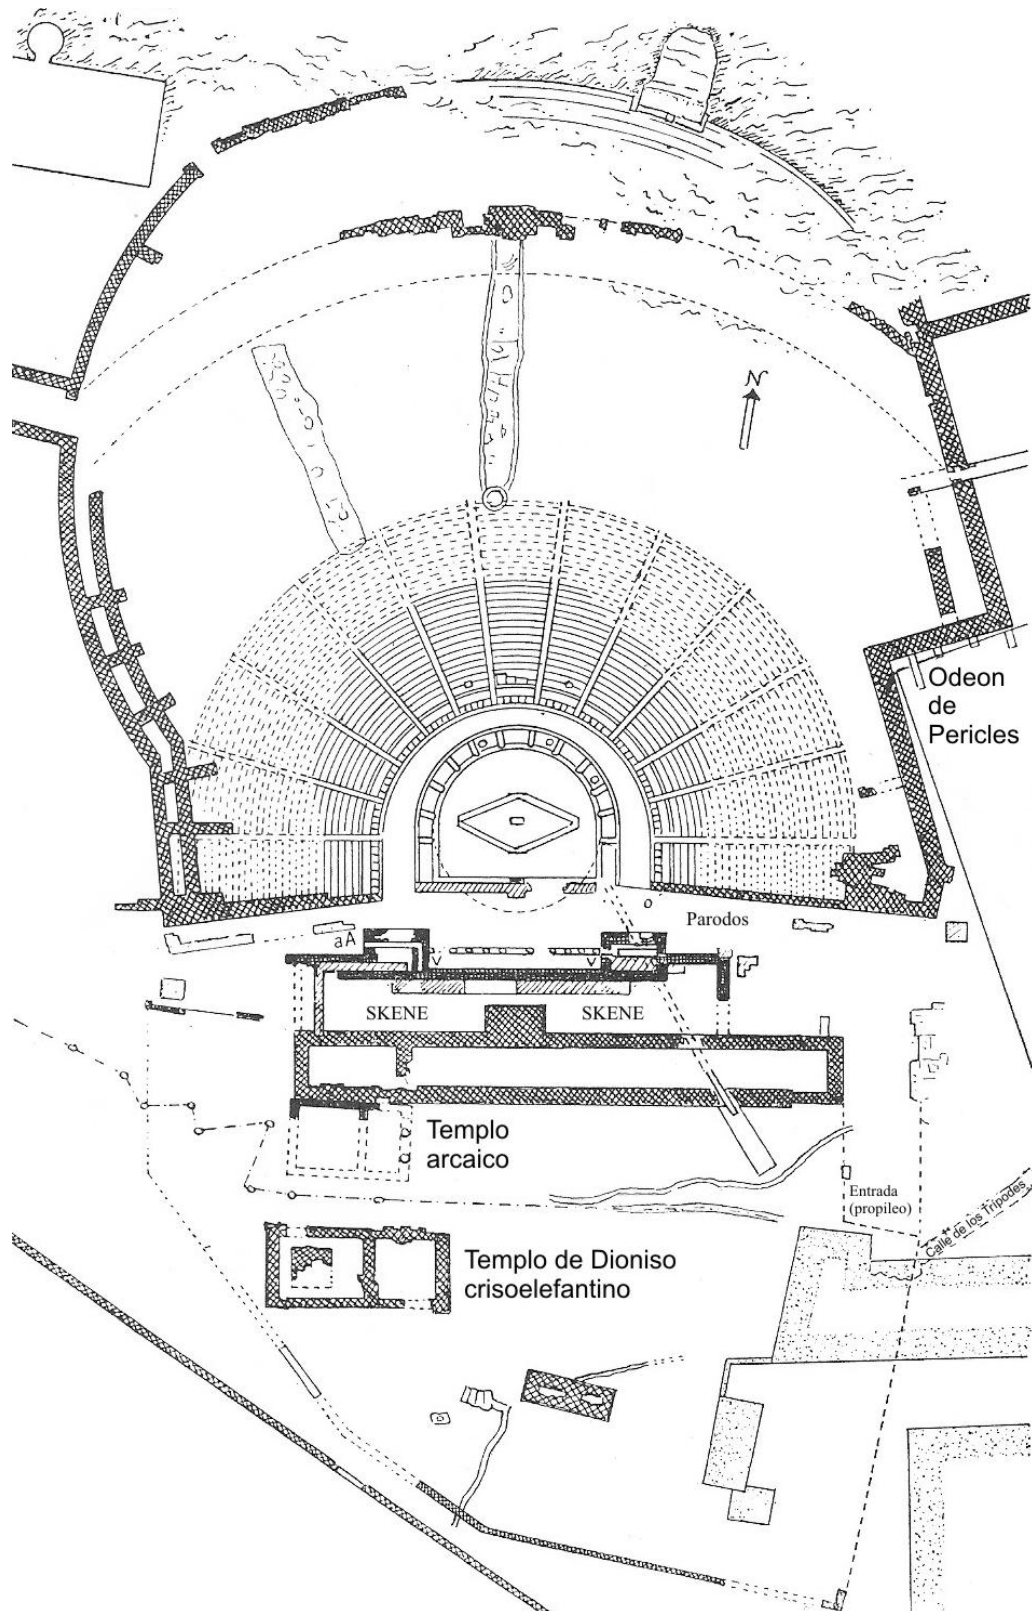 N
Odeon
de
Pericles
Parodos
aA
V
V
SKENE
SKENE
Templo
arcaico
Entrada
(propileo)
Calle de los Trípodes
Templo de Dioniso
crisoelefantino